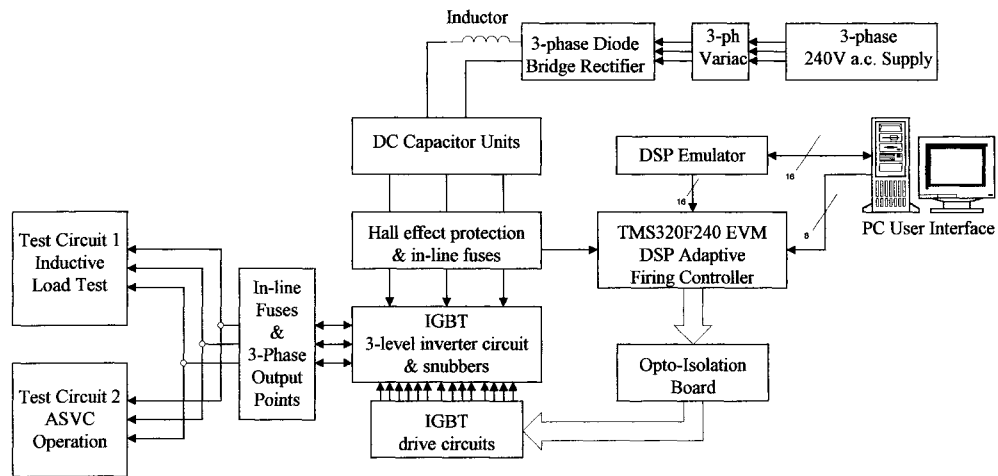 Inductor
3-phase Diode
Bridge Rectifier
3-ph
Variac
3-phase
240V a.c. Supply
DC Capacitor Units
DSP Emulator
16
16
8
PC User Interface
Hall effect protection
& in-line fuses
TMS320F240 EVM
DSP Adaptive
Firing Controller
Test Circuit 1
Inductive
Load Test
In-line
Fuses
&
3-Phase
Output
Points
IGBT
3-level inverter circuit
& snubbers
Opto-Isolation
Board
Test Circuit 2
ASVC
Operation
IGBT
drive circuits